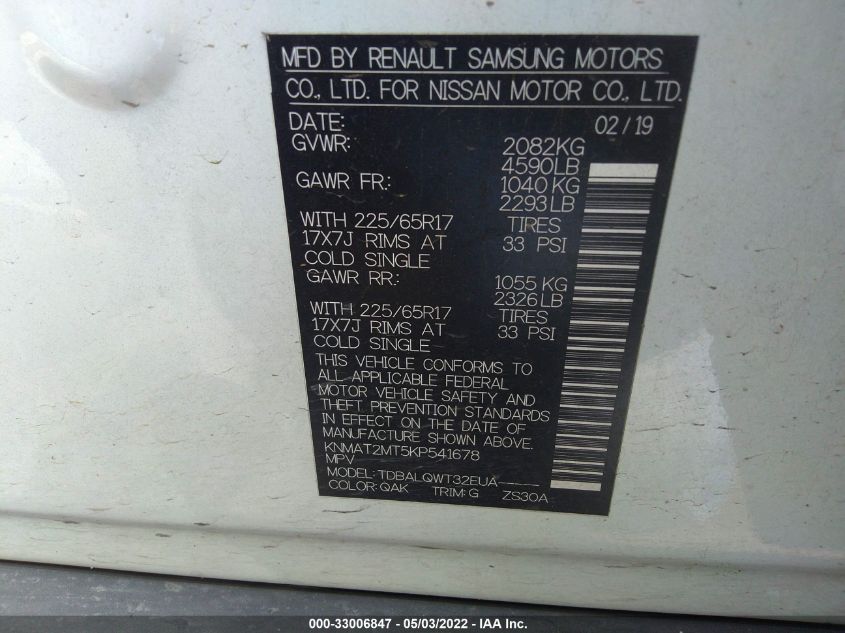 MFD BY RENAULT SAMSUNG MOTORS
CO., LTD. FOR NISSAN MOTOR CO., LTD.
DATE: 02/19
GVWR: 2082KG
4590LB
GAWR FR.: 1040KG
2293LB
WITH 225/65R17 TIRES
17X7J RIMS AT 33 PSI
COLD SINGLE
GAWR RR.: 1055KG
2326LB
WITH 225/65R17 TIRES
17X7J RIMS AT 33 PSI
COLD SINGLE
THIS VEHICLE CONFORMS TO
ALL APPLICABLE FEDERAL
MOTOR VEHICLE SAFETY AND
THEFT PREVENTION STANDARDS
IN EFFECT ON THE DATE OF
MANUFACTURE SHOWN ABOVE.
KNMAT2MT5KP541678
MPV
MODEL: TDBALQWT32EUA-----
COLOR: QAK TRIM: G ZS30A
000-33006847 - 05/03/2022 - IAA Inc.